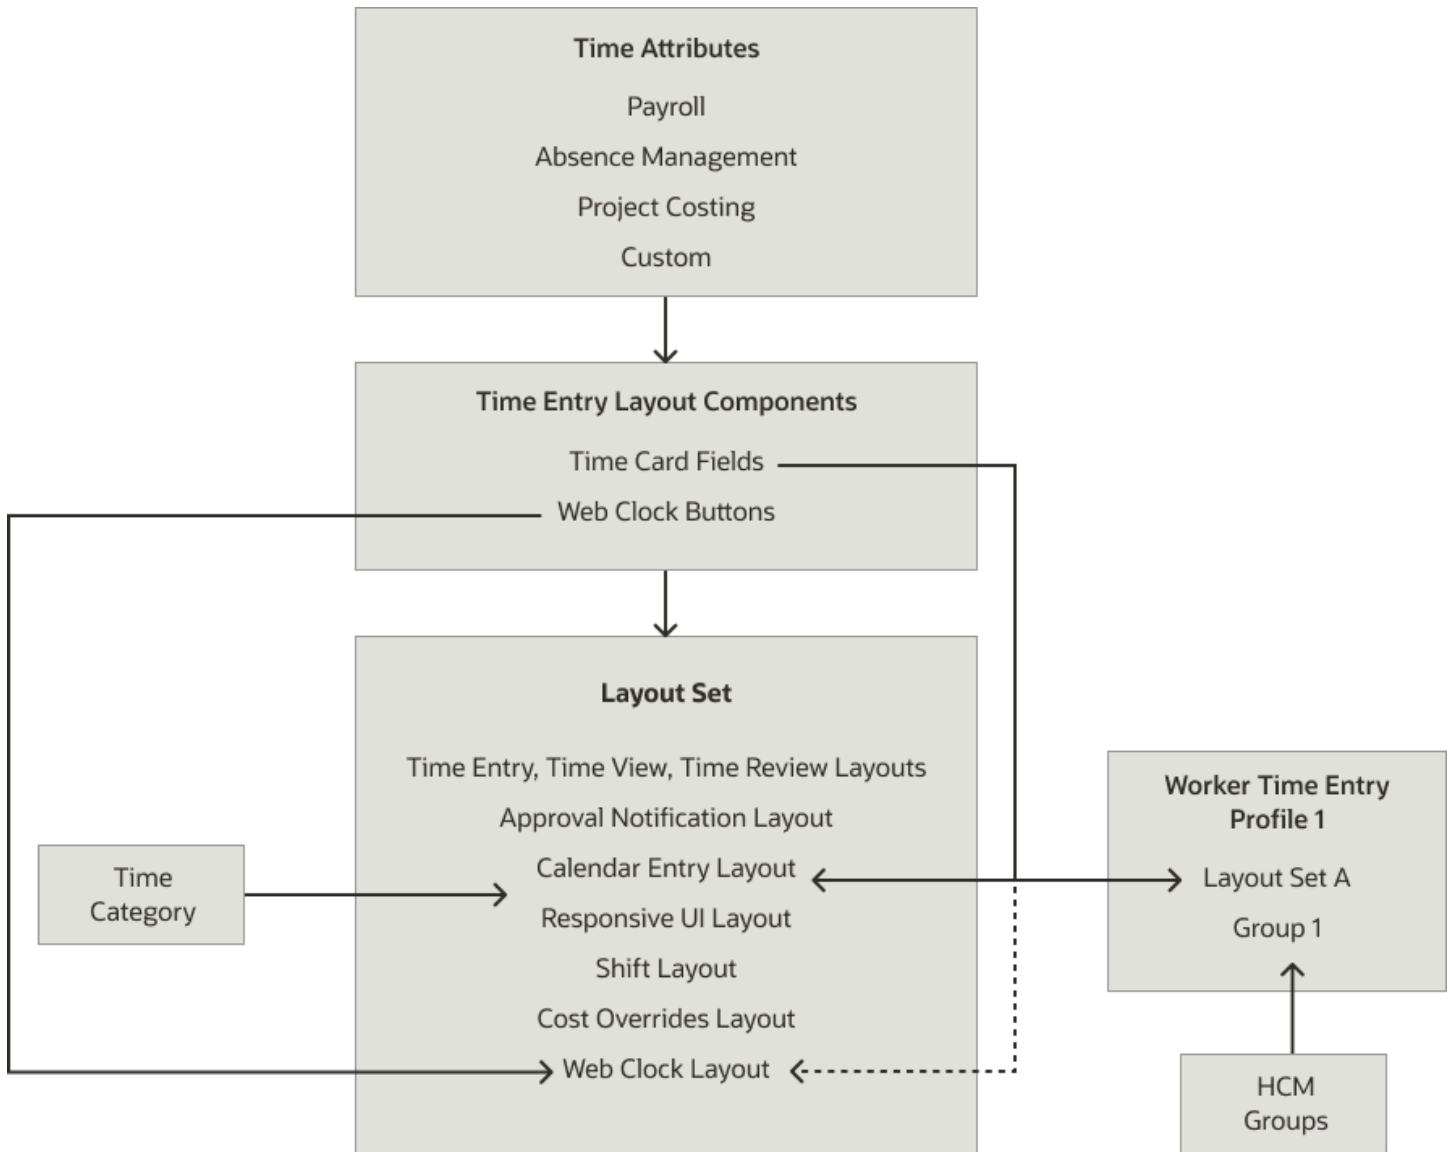 Time Attributes
Payroll
Absence Management
Project Costing
Custom
Time Entry Layout Components
Time Card Fields
Web Clock Buttons
Layout Set
Time Entry, Time View, Time Review Layouts
Approval Notification Layout
Calendar Entry Layout
Responsive UI Layout
Shift Layout
Cost Overrides Layout
Web Clock Layout
Time
Category
Worker Time Entry
Profile 1
Layout Set A
Group 1
HCM
Groups